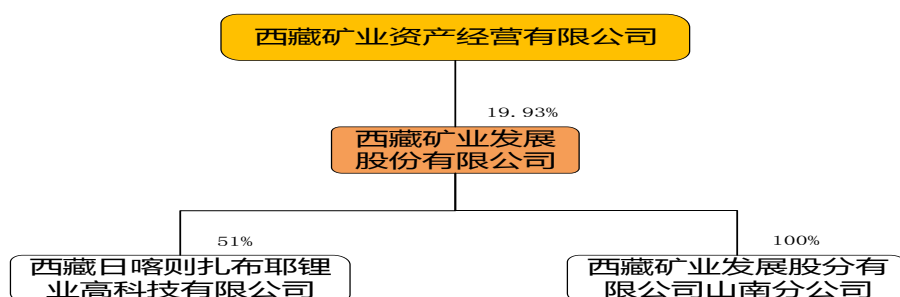 西藏矿业资产经营有限公司
19.93%
西藏矿业发展
股份有限公司
51%
100%
西藏日喀则扎布耶锂
业高科技有限公司
西藏矿业发展股分有
限公司山南分公司